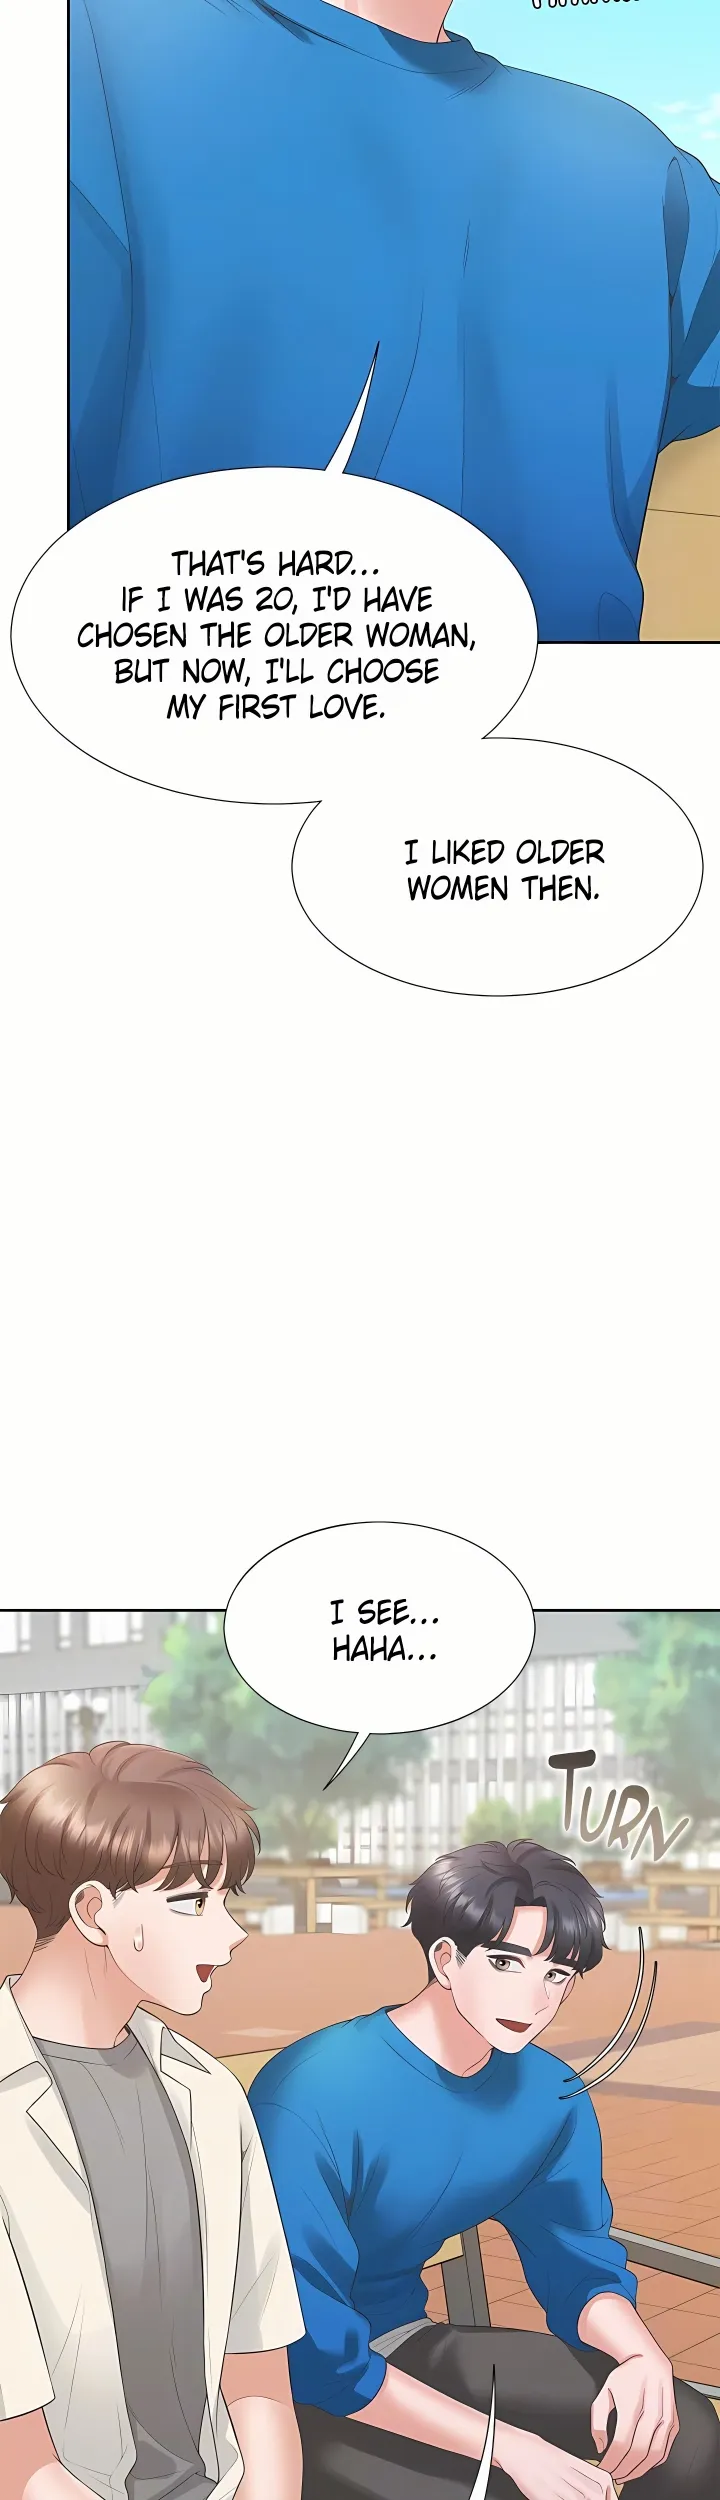 THAT'S HARD...
IF I WAS 20, I'D HAVE
CHOSEN THE OLDER WOMAN,
BUT NOW, I'LL CHOOSE
MY FIRST LOVE.
I LIKED OLDER
WOMEN THEN.
I SEE...
HAHA...
TURN